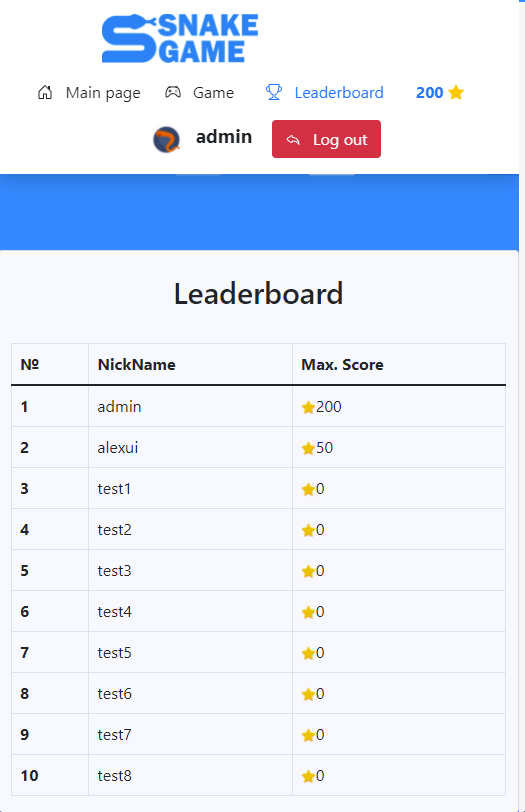 SNAKE
GAME
Main page Game Leaderboard 200
admin Log out
Leaderboard
№ NickName Max. Score
1 admin 200
2 alexui 50
3 test1 0
4 test2 0
5 test3 0
6 test4 0
7 test5 0
8 test6 0
9 test7 0
10 test8 0